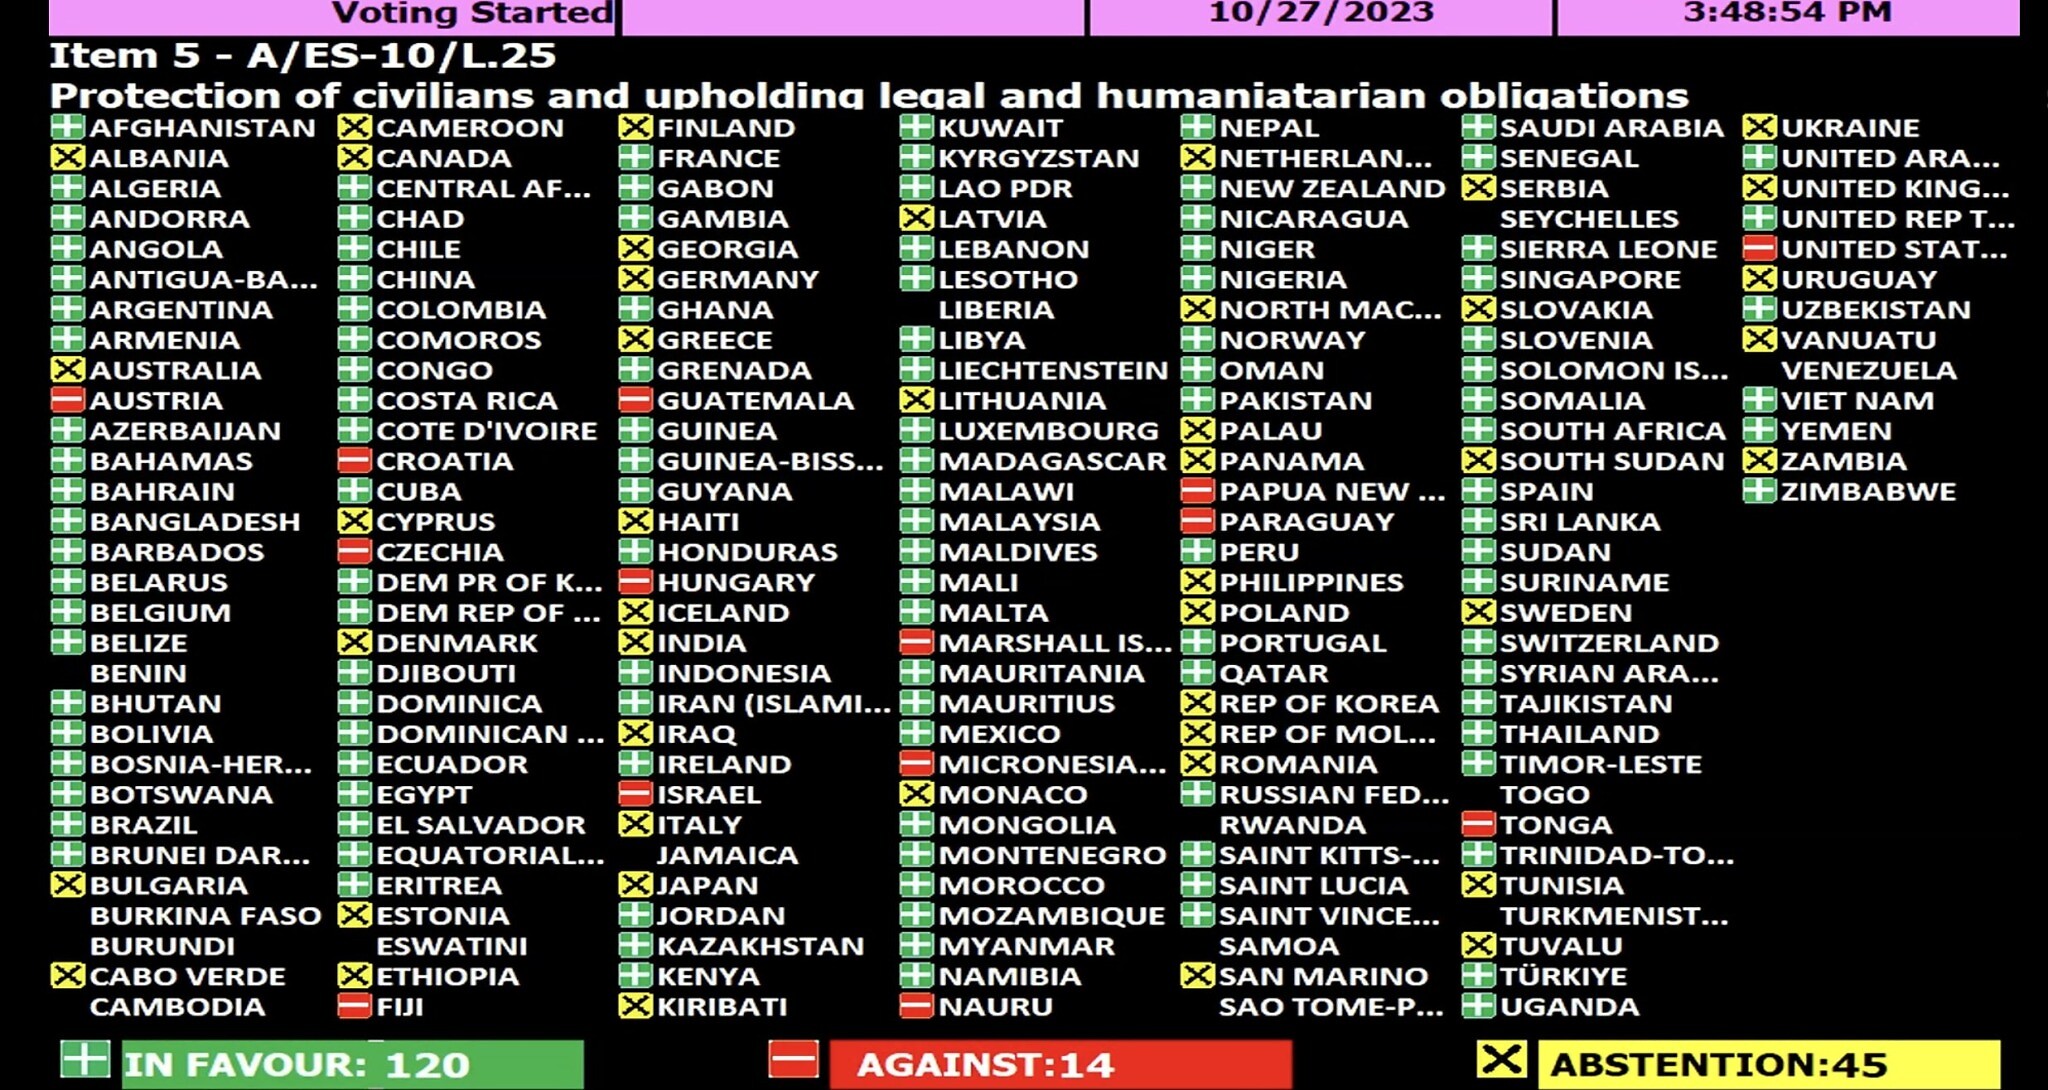 Voting Started 10/27/2023 3:48:54 PM
Item 5 - A/ES-10/L.25
Protection of civilians and upholding legal and humaniatarian obligations
AFGHANISTAN CAMEROON FINLAND KUWAIT NEPAL SAUDI ARABIA UKRAINE
ALBANIA CANADA FRANCE KYRGYZSTAN NETHERLAN... SENEGAL UNITED ARA...
ALGERIA CENTRAL AF... GABON LAO PDR NEW ZEALAND SERBIA UNITED KING...
ANDORRA CHAD GAMBIA LATVIA NICARAGUA SEYCHELLES UNITED REP T...
ANGOLA CHILE GEORGIA LEBANON NIGER SIERRA LEONE UNITED STAT...
ANTIGUA-BA... CHINA GERMANY LESOTHO NIGERIA SINGAPORE URUGUAY
ARGENTINA COLOMBIA GHANA LIBERIA NORTH MAC... SLOVAKIA UZBEKISTAN
ARMENIA COMOROS GREECE LIBYA NORWAY SLOVENIA VANUATU
AUSTRALIA CONGO GRENADA LIECHTENSTEIN OMAN SOLOMON IS... VENEZUELA
AUSTRIA COSTA RICA GUATEMALA LITHUANIA PAKISTAN SOMALIA VIET NAM
AZERBAIJAN COTE D'IVOIRE GUINEA LUXEMBOURG PALAU SOUTH AFRICA YEMEN
BAHAMAS CROATIA GUINEA-BISS... MADAGASCAR PANAMA SOUTH SUDAN ZAMBIA
BAHRAIN CUBA GUYANA MALAWI PAPUA NEW ... SPAIN ZIMBABWE
BANGLADESH CYPRUS HAITI MALAYSIA PARAGUAY SRI LANKA
BARBADOS CZECHIA HONDURAS MALDIVES PERU SUDAN
BELARUS DEM PR OF K... HUNGARY MALI PHILIPPINES SURINAME
BELGIUM DEM REP OF ... ICELAND MALTA POLAND SWEDEN
BELIZE DENMARK INDIA MARSHALL IS... PORTUGAL SWITZERLAND
BENIN DJIBOUTI INDONESIA MAURITANIA QATAR SYRIAN ARA...
BHUTAN DOMINICA IRAN (ISLAMI... MAURITIUS REP OF KOREA TAJIKISTAN
BOLIVIA DOMINICAN ... IRAQ MEXICO REP OF MOL... THAILAND
BOSNIA-HER... ECUADOR IRELAND MICRONESIA... ROMANIA TIMOR-LESTE
BOTSWANA EGYPT ISRAEL MONACO RUSSIAN FED... TOGO
BRAZIL EL SALVADOR ITALY MONGOLIA RWANDA TONGA
BRUNEI DAR... EQUATORIAL... JAMAICA MONTENEGRO SAINT KITTS-... TRINIDAD-TO...
BULGARIA ERITREA JAPAN MOROCCO SAINT LUCIA TUNISIA
BURKINA FASO ESTONIA JORDAN MOZAMBIQUE SAINT VINCE... TURKMENIST...
BURUNDI ESWATINI KAZAKHSTAN MYANMAR SAMOA TUVALU
CABO VERDE ETHIOPIA KENYA NAMIBIA SAN MARINO TÜRKIYE
CAMBODIA FIJI KIRIBATI NAURU SAO TOME-P... UGANDA
IN FAVOUR: 120 AGAINST:14 ABSTENTION:45